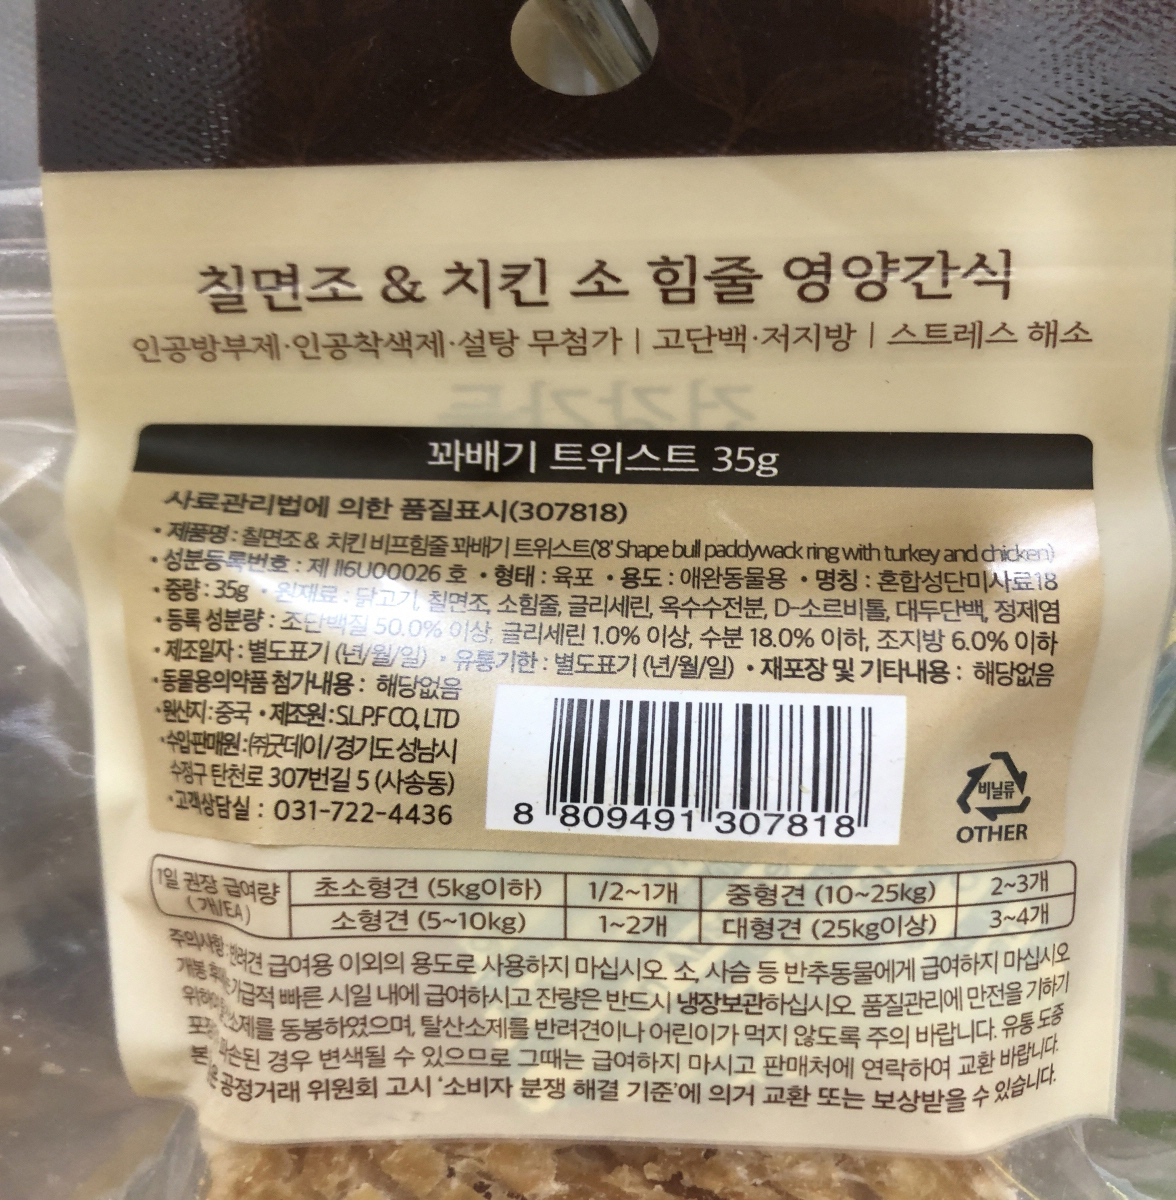 칠면조 & 치킨 소 힘줄 영양간식
인공방부제·인공착색제·설탕 무첨가 | 고단백·저지방 | 스트레스 해소
꽈배기 트위스트 35g
사료관리법에 의한 품질표시(307818)
• 제품명 : 칠면조 & 치킨 비프힘줄 꽈배기 트위스트('8' Shape bull paddywack ring with turkey and chicken)
• 성분등록번호 : 제 II6U00026 호 • 형태 : 육포 • 용도 : 애완동물용 • 명칭 : 혼합성단미사료18
• 중량 : 35g • 원재료 : 닭고기, 칠면조, 소힘줄, 글리세린, 옥수수전분, D-소르비톨, 대두단백, 정제염
• 등록 성분량 : 조단백질 50.0% 이상, 글리세린 1.0% 이상, 수분 18.0% 이하, 조지방 6.0% 이하
• 제조일자 : 별도표기 (년/월/일) • 유통기한 : 별도표기 (년/월/일) • 재포장 및 기타내용 : 해당없음
• 동물용의약품 첨가내용 : 해당없음
• 원산지 : 중국 • 제조원 : S.L.P.F CO., LTD
• 수입판매원 : ㈜굿데이 / 경기도 성남시
수정구 탄천로 307번길 5 (사송동)
• 고객상담실 : 031-722-4436
8 809491 307818
비닐류
OTHER
1일 권장 급여량 (개/EA)
초소형견 (5kg이하) 1/2~1개 중형견 (10~25kg) 2~3개
소형견 (5~10kg) 1~2개 대형견 (25kg이상) 3~4개
주의사항 : 반려견 급여용 이외의 용도로 사용하지 마십시오. 소, 사슴 등 반추동물에게 급여하지 마십시오.
개봉 후에는 가급적 빠른 시일 내에 급여하시고 잔량은 반드시 냉장보관하십시오. 품질관리에 만전을 기하기
위하여 탈산소제를 동봉하였으며, 탈산소제를 반려견이나 어린이가 먹지 않도록 주의 바랍니다. 유통 도중
파손된 경우 변색될 수 있으므로 그때는 급여하지 마시고 판매처에 연락하여 교환 바랍니다.
공정거래 위원회 고시 '소비자 분쟁 해결 기준'에 의거 교환 또는 보상받을 수 있습니다.